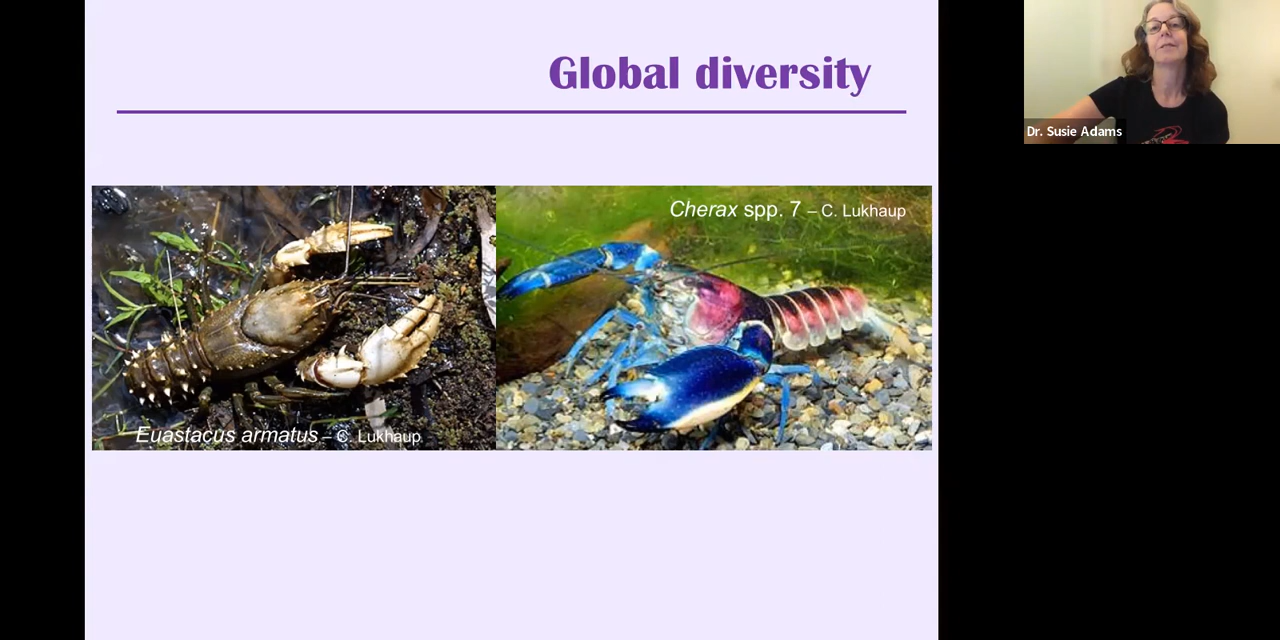 Global diversity
Cherax spp. 7 – C. Lukhaup
Euastacus armatus – C. Lukhaup
Dr. Susie Adams